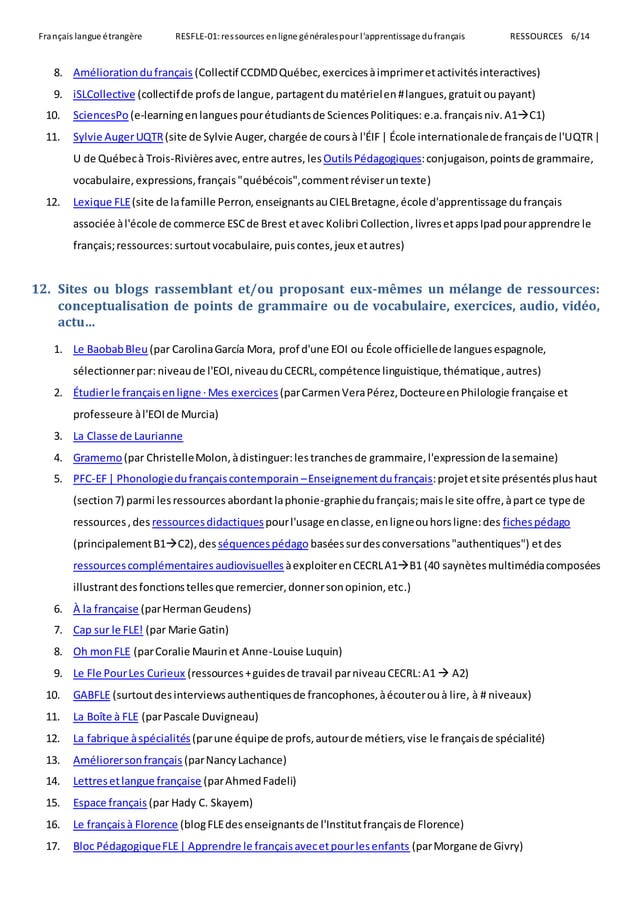 Français langue étrangère RESFLE-01: ressources en ligne générales pour l'apprentissage du français RESSOURCES 6/14
8. Amélioration du français (Collectif CCDMD Québec, exercices à imprimer et activités interactives)
9. iSLCollective (collectif de profs de langue, partagent du matériel en # langues, gratuit ou payant)
10. SciencesPo (e-learning en langues pour étudiants de Sciences Politiques: e.a. français niv. A1→C1)
11. Sylvie Auger UQTR (site de Sylvie Auger, chargée de cours à l'ÉIF | École internationale de français de l'UQTR |
U de Québec à Trois-Rivières avec, entre autres, les Outils Pédagogiques: conjugaison, points de grammaire,
vocabulaire, expressions, français "québécois", comment réviser un texte)
12. Lexique FLE (site de la famille Perron, enseignants au CIEL Bretagne, école d'apprentissage du français
associée à l'école de commerce ESC de Brest et avec Kolibri Collection, livres et apps Ipad pour apprendre le
français; ressources: surtout vocabulaire, puis contes, jeux et autres)
12. Sites ou blogs rassemblant et/ou proposant eux-mêmes un mélange de ressources:
conceptualisation de points de grammaire ou de vocabulaire, exercices, audio, vidéo,
actu…
1. Le Baobab Bleu (par Carolina García Mora, prof d'une EOI ou École officielle de langues espagnole,
sélectionner par: niveau de l'EOI, niveau du CECRL, compétence linguistique, thématique, autres)
2. Étudier le français en ligne · Mes exercices (par Carmen Vera Pérez, Docteure en Philologie française et
professeure à l'EOI de Murcia)
3. La Classe de Laurianne
4. Gramemo (par Christelle Molon, à distinguer: les tranches de grammaire, l'expression de la semaine)
5. PFC-EF | Phonologie du français contemporain – Enseignement du français: projet et site présentés plus haut
(section 7) parmi les ressources abordant la phonie-graphie du français; mais le site offre, à part ce type de
ressources, des ressources didactiques pour l'usage en classe, en ligne ou hors ligne: des fiches pédago
(principalement B1→C2), des séquences pédago basées sur des conversations "authentiques") et des
ressources complémentaires audiovisuelles à exploiter en CECRL A1→B1 (40 saynètes multimédia composées
illustrant des fonctions telles que remercier, donner son opinion, etc.)
6. À la française (par Herman Geudens)
7. Cap sur le FLE! (par Marie Gatin)
8. Oh mon FLE (par Coralie Maurin et Anne-Louise Luquin)
9. Le Fle Pour Les Curieux (ressources + guides de travail par niveau CECRL: A1 → A2)
10. GABFLE (surtout des interviews authentiques de francophones, à écouter ou à lire, à # niveaux)
11. La Boîte à FLE (par Pascale Duvigneau)
12. La fabrique à spécialités (par une équipe de profs, autour de métiers, vise le français de spécialité)
13. Améliorer son français (par Nancy Lachance)
14. Lettres et langue française (par Ahmed Fadeli)
15. Espace français (par Hady C. Skayem)
16. Le français à Florence (blog FLE des enseignants de l'Institut français de Florence)
17. Bloc Pédagogique FLE | Apprendre le français avec et pour les enfants (par Morgane de Givry)